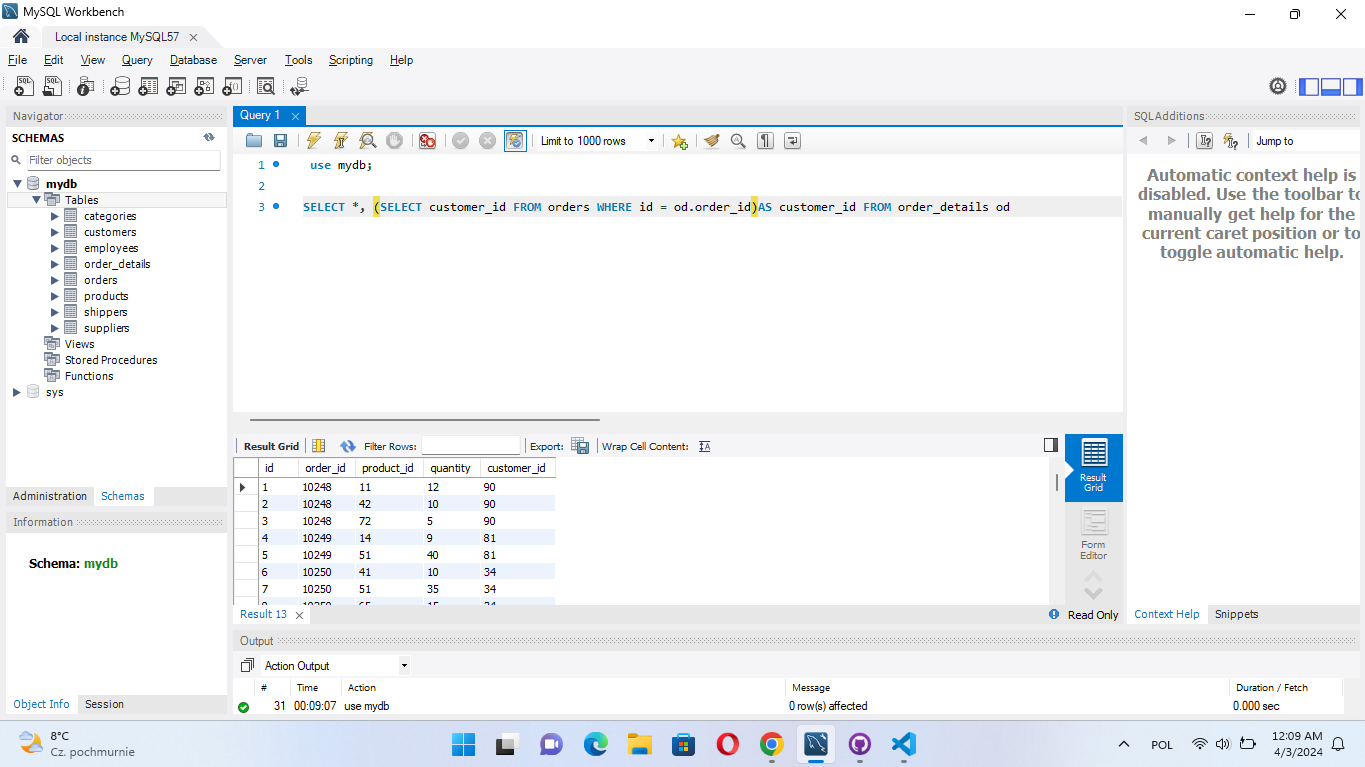 MySQL Workbench
Local instance MySQL57
File Edit View Query Database Server Tools Scripting Help
Navigator
SCHEMAS
Filter objects
mydb
Tables
categories
customers
employees
order_details
orders
products
shippers
suppliers
Views
Stored Procedures
Functions
sys
Administration Schemas
Information
Schema: mydb
Object Info Session
Query 1
Limit to 1000 rows
1 use mydb;
2
3 SELECT *, (SELECT customer_id FROM orders WHERE id = od.order_id)AS customer_id FROM order_details od
Result Grid Filter Rows: Export: Wrap Cell Content:
id order_id product_id quantity customer_id
1 10248 11 12 90
2 10248 42 10 90
3 10248 72 5 90
4 10249 14 9 81
5 10249 51 40 81
6 10250 41 10 34
7 10250 51 35 34
Result Grid
Form Editor
Result 13
Read Only
SQLAdditions
Jump to
Automatic context help is
disabled. Use the toolbar to
manually get help for the
current caret position or to
toggle automatic help.
Context Help Snippets
Output
Action Output
# Time Action Message Duration / Fetch
31 00:09:07 use mydb 0 row(s) affected 0.000 sec
8°C
Cz. pochmurnie
POL
12:09 AM
4/3/2024